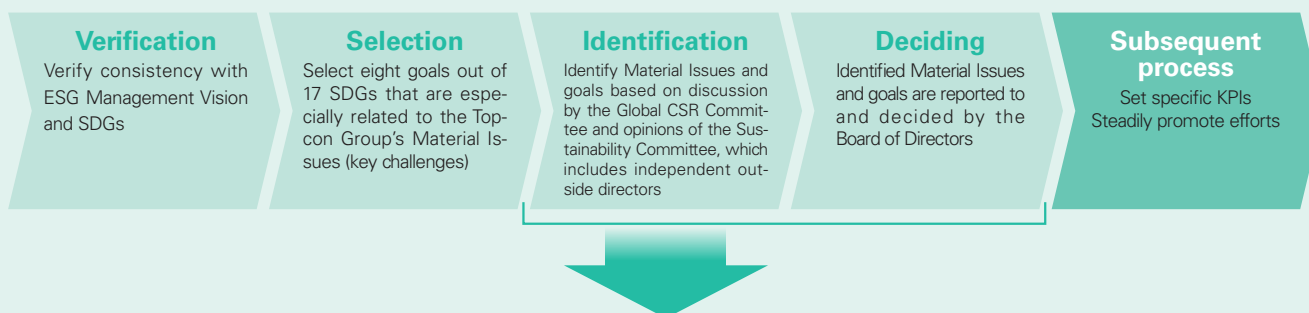 Verification
Verify consistency with
ESG Management Vision
and SDGs
Selection
Select eight goals out of
17 SDGs that are espe-
cially related to the Top-
con Group's Material Is-
sues (key challenges)
Identification
Identify Material Issues and
goals based on discussion
by the Global CSR Commit-
tee and opinions of the Sus-
tainability Committee, which
includes independent out-
side directors
Deciding
Identified Material Issues
and goals are reported to
and decided by the
Board of Directors
Subsequent
process
Set specific KPIs
Steadily promote efforts